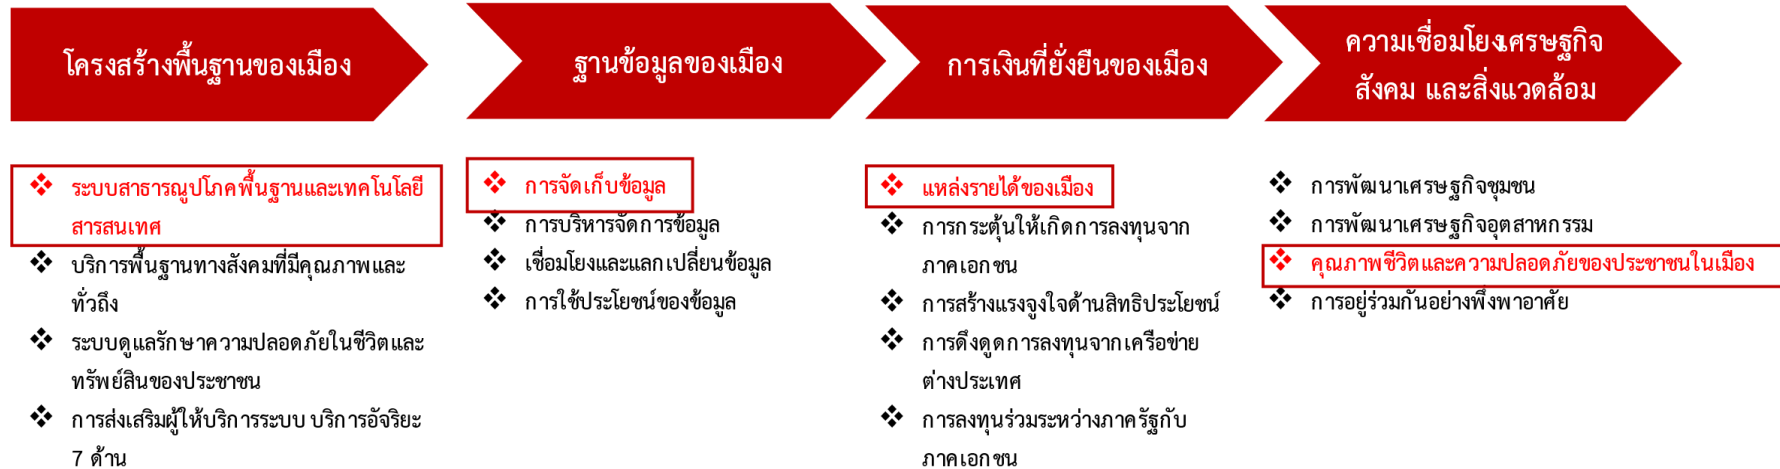 โครงสร้างพื้นฐานของเมือง
ระบบสาธารณูปโภคพื้นฐานและเทคโนโลยี
สารสนเทศ
บริการพื้นฐานทางสังคมที่มีคุณภาพและ
ทั่วถึง
ระบบดูแลรักษาความปลอดภัยในชีวิตและ
ทรัพย์สินของประชาชน
การส่งเสริมผู้ให้บริการระบบ บริการอัจริยะ
7 ด้าน
ฐานข้อมูลของเมือง
การจัดเก็บข้อมูล
การบริหารจัดการข้อมูล
เชื่อมโยงและแลกเปลี่ยนข้อมูล
การใช้ประโยชน์ของข้อมูล
การเงินที่ยั่งยืนของเมือง
แหล่งรายได้ของเมือง
การกระตุ้นให้เกิดการลงทุนจาก
ภาคเอกชน
การสร้างแรงจูงใจด้านสิทธิประโยชน์
การดึงดูดการลงทุนจากเครือข่าย
ต่างประเทศ
การลงทุนร่วมระหว่างภาครัฐกับ
ภาคเอกชน
ความเชื่อมโยงเศรษฐกิจ
สังคม และสิ่งแวดล้อม
การพัฒนาเศรษฐกิจชุมชน
การพัฒนาเศรษฐกิจอุตสาหกรรม
คุณภาพชีวิตและความปลอดภัยของประชาชนในเมือง
การอยู่ร่วมกันอย่างพึ่งพาอาศัย